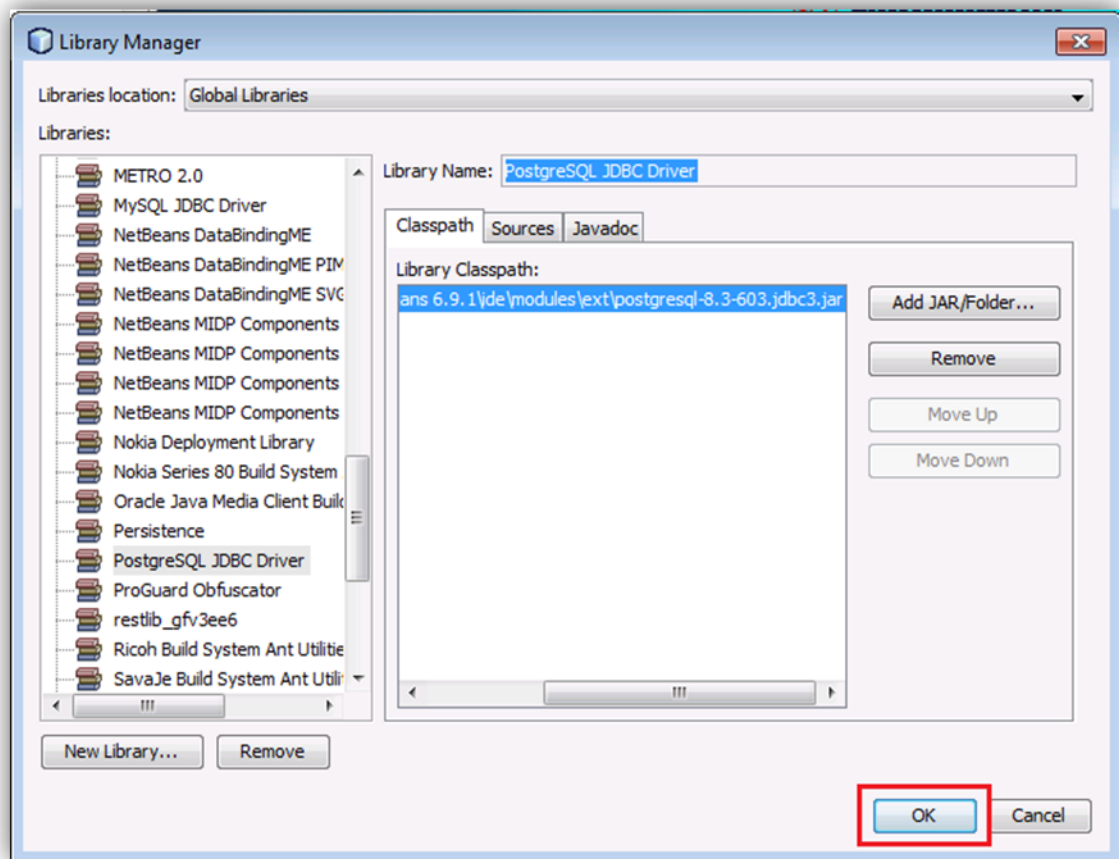 Library Manager
Libraries location: Global Libraries
Libraries:
METRO 2.0
MySQL JDBC Driver
NetBeans DataBindingME
NetBeans DataBindingME PIM
NetBeans DataBindingME SVG
NetBeans MIDP Components
NetBeans MIDP Components
NetBeans MIDP Components
NetBeans MIDP Components
Nokia Deployment Library
Nokia Series 80 Build System
Oracle Java Media Client Build
Persistence
PostgreSQL JDBC Driver
ProGuard Obfuscator
restlib_gfv3ee6
Ricoh Build System Ant Utilitie
SavaJe Build System Ant Utili
New Library...
Remove
Library Name: PostgreSQL JDBC Driver
Classpath
Sources
Javadoc
Library Classpath:
ans 6.9.1\ide\modules\ext\postgresql-8.3-603.jdbc3.jar
Add JAR/Folder...
Remove
Move Up
Move Down
OK
Cancel